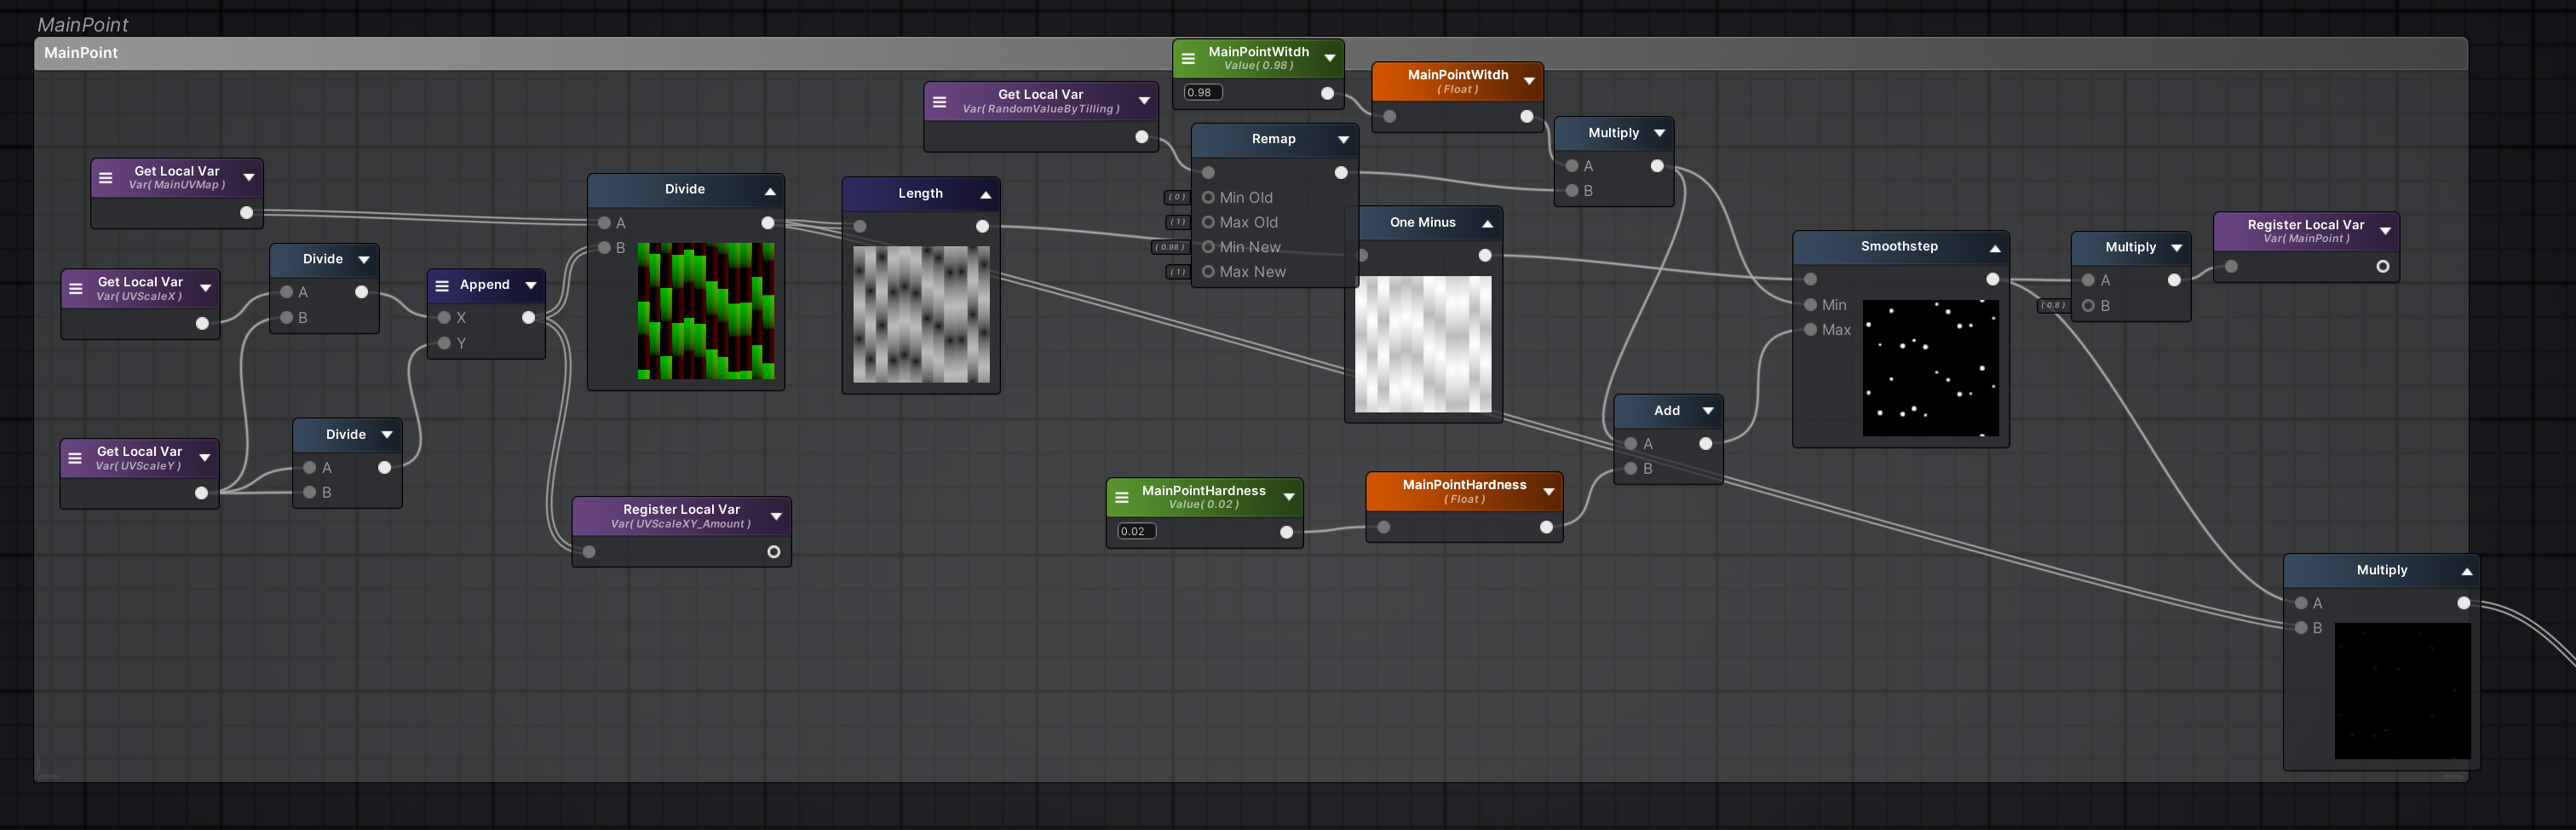 MainPoint
MainPoint
MainPointWitdh
Value( 0.98 )
0.98
MainPointWitdh
( Float )
Get Local Var
Var( RandomValueByTilling )
Multiply
A
B
Remap
( 0 ) Min Old
( 1 ) Max Old
( 0.98 ) Min New
( 1 ) Max New
Get Local Var
Var( MainUVMap )
Divide
A
B
Length
One Minus
Smoothstep
Min
Max
Multiply
A
( 0.8 ) B
Register Local Var
Var( MainPoint )
Get Local Var
Var( UVScaleX )
Divide
A
B
Append
X
Y
Get Local Var
Var( UVScaleY )
Divide
A
B
Register Local Var
Var( UVScaleXY_Amount )
MainPointHardness
Value( 0.02 )
0.02
MainPointHardness
( Float )
Add
A
B
Multiply
A
B